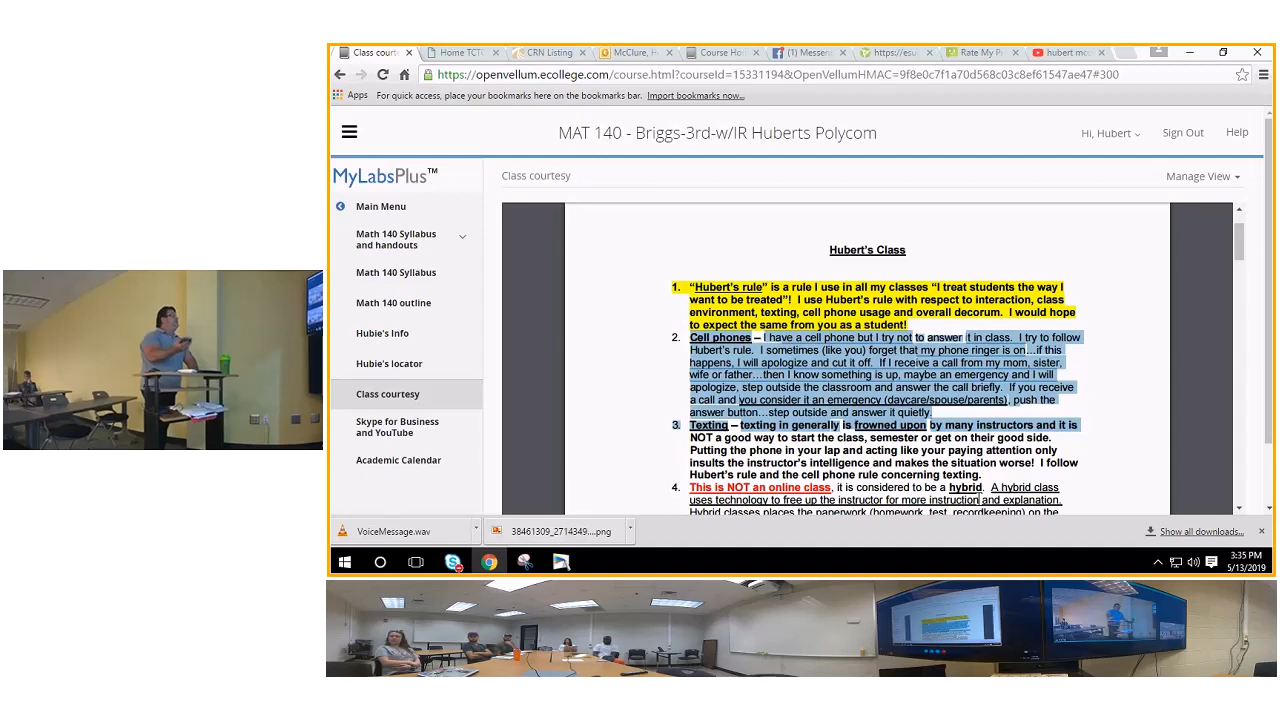 Class courte
Home TCTC
CRN Listing
McClure, H
Course Ho
(1) Messen
https://esu
Rate My P
hubert mc
https://openvellum.ecollege.com/course.html?courseId=15331194&OpenVellumHMAC=9f8e0c7f1a70d568c03c8ef61547ae47#300
Apps For quick access, place your bookmarks here on the bookmarks bar. Import bookmarks now...
MAT 140 - Briggs-3rd-w/IR Huberts Polycom
Hi, Hubert
Sign Out
Help
MyLabsPlus™
Class courtesy
Manage View
Main Menu
Math 140 Syllabus
and handouts
Math 140 Syllabus
Math 140 outline
Hubie's Info
Hubie's locator
Class courtesy
Skype for Business
and YouTube
Academic Calendar
Hubert's Class
1. "Hubert's rule" is a rule I use in all my classes "I treat students the way I
want to be treated"! I use Hubert's rule with respect to interaction, class
environment, texting, cell phone usage and overall decorum. I would hope
to expect the same from you as a student!
2. Cell phones – I have a cell phone but I try not to answer it in class. I try to follow
Hubert's rule. I sometimes (like you) forget that my phone ringer is on…if this
happens, I will apologize and cut it off. If I receive a call from my mom, sister,
wife or father…then I know something is up, maybe an emergency and I will
apologize, step outside the classroom and answer the call briefly. If you receive
a call and you consider it an emergency (daycare/spouse/parents), push the
answer button…step outside and answer it quietly.
3. Texting – texting in generally is frowned upon by many instructors and it is
NOT a good way to start the class, semester or get on their good side.
Putting the phone in your lap and acting like your paying attention only
insults the instructor's intelligence and makes the situation worse! I follow
Hubert's rule and the cell phone rule concerning texting.
4. This is NOT an online class, it is considered to be a hybrid. A hybrid class
uses technology to free up the instructor for more instruction and explanation.
Hybrid classes places the paperwork (homework, test, recordkeeping) on the
VoiceMessage.wav
38461309_2714349....png
Show all downloads...
3:35 PM
5/13/2019